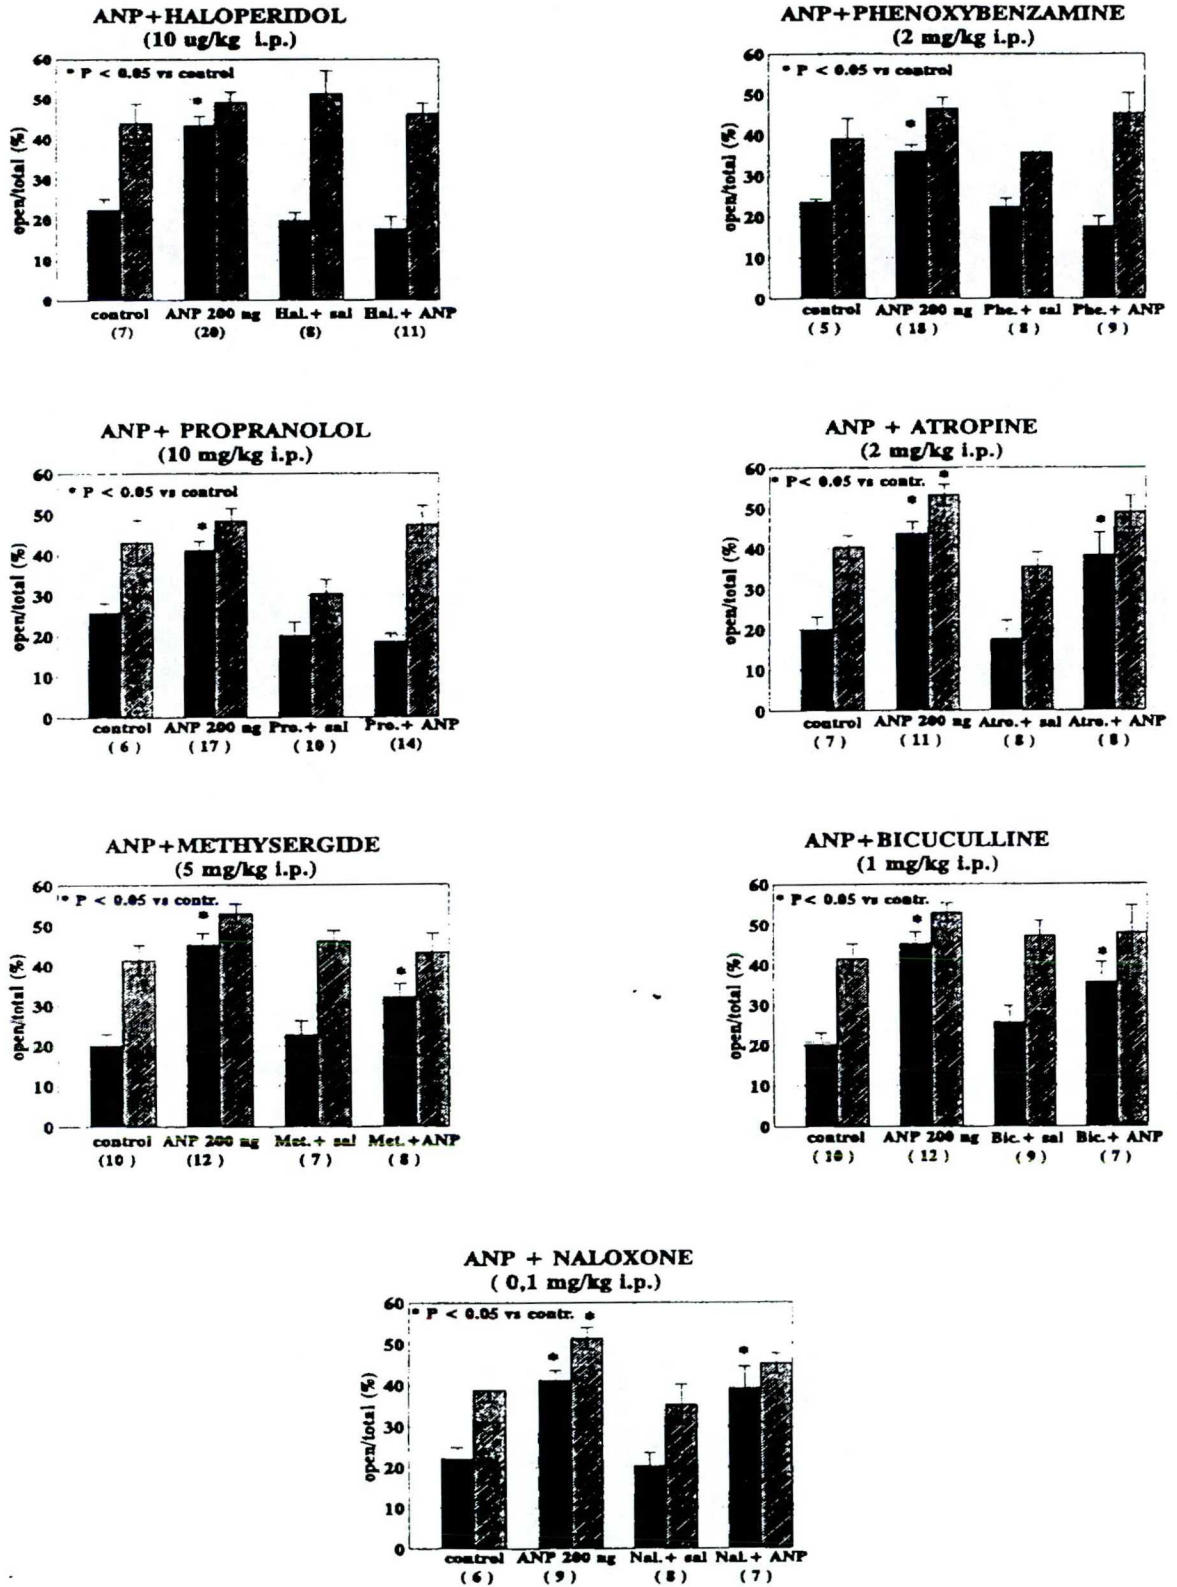 ANP+HALOPERIDOL
(10 ug/kg i.p.)
* P < 0.05 vs control
open/total (%)
60
50
40
30
20
10
0
control ANP 200 ng Hal.+ sal Hal.+ ANP
(7) (20) (8) (11)
ANP+PHENOXYBENZAMINE
(2 mg/kg i.p.)
* P < 0.05 vs control
open/total (%)
60
50
40
30
20
10
0
control ANP 200 ng Phe.+ sal Phe.+ ANP
( 5 ) ( 18 ) ( 8 ) ( 9 )
ANP+ PROPRANOLOL
(10 mg/kg i.p.)
* P < 0.05 vs control
open/total (%)
60
50
40
30
20
10
0
control ANP 200 ng Pro.+ sal Pro.+ ANP
( 6 ) ( 17 ) ( 10 ) (14)
ANP + ATROPINE
(2 mg/kg i.p.)
* P< 0.05 vs contr.
open/total (%)
60
50
40
30
20
10
0
control ANP 200 ng Atro.+ sal Atro.+ ANP
( 7 ) ( 11 ) ( 8 ) ( 8 )
ANP+METHYSERGIDE
(5 mg/kg i.p.)
* P < 0.05 vs contr.
open/total (%)
60
50
40
30
20
10
0
control ANP 200 ng Met.+ sal Met.+ANP
(10) (12) ( 7 ) ( 8 )
ANP+BICUCULLINE
(1 mg/kg i.p.)
* P< 0.05 vs contr.
open/total (%)
60
50
40
30
20
10
0
control ANP 200 ng Bic.+ sal Bic.+ ANP
( 10 ) ( 12 ) ( 9 ) ( 7 )
ANP + NALOXONE
( 0,1 mg/kg i.p.)
* P < 0.05 vs contr.
open/total (%)
60
50
40
30
20
10
0
control ANP 200 ng Nal.+ sal Nal.+ ANP
( 6 ) ( 9 ) ( 8 ) ( 7 )